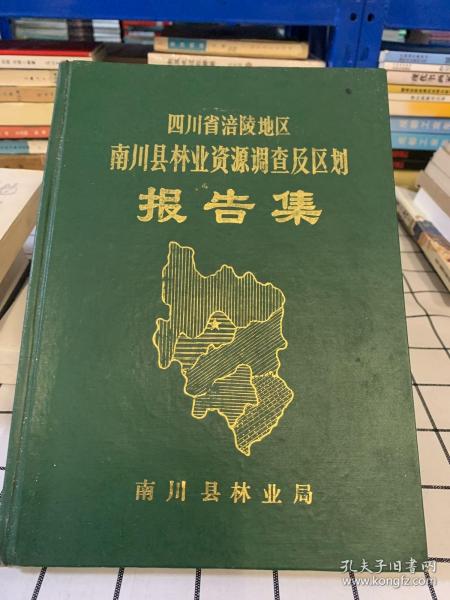 四川省涪陵地区
南川县林业资源调查及区划
报告集
南川县林业局
孔夫子旧书网
www.kongfz.com